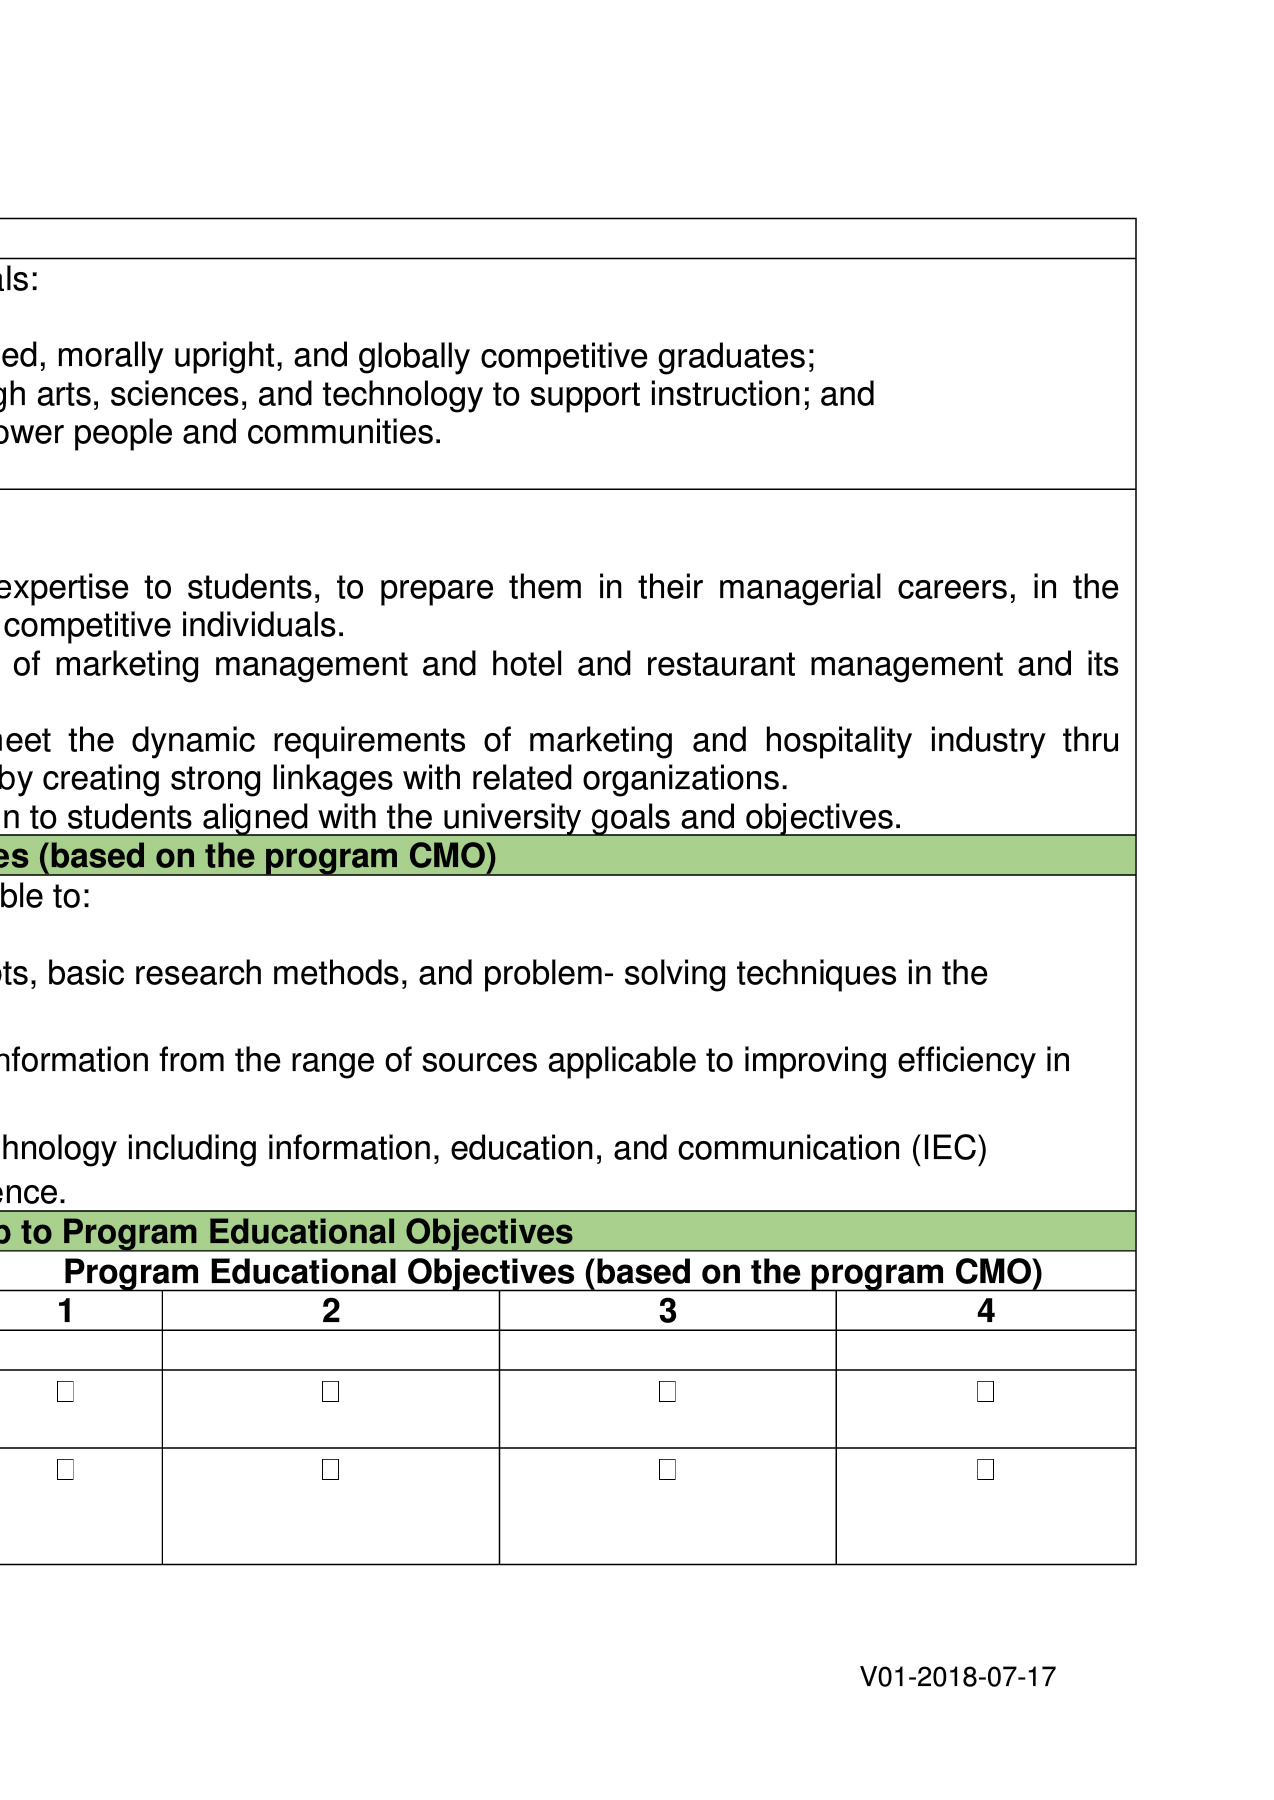 als:
ed, morally upright, and globally competitive graduates;
gh arts, sciences, and technology to support instruction; and
ower people and communities.
expertise to students, to prepare them in their managerial careers, in the
competitive individuals.
of marketing management and hotel and restaurant management and its
neet the dynamic requirements of marketing and hospitality industry thru
by creating strong linkages with related organizations.
n to students aligned with the university goals and objectives.
es (based on the program CMO)
ble to:
ts, basic research methods, and problem- solving techniques in the
nformation from the range of sources applicable to improving efficiency in
chnology including information, education, and communication (IEC)
ence.
p to Program Educational Objectives
Program Educational Objectives (based on the program CMO)
1 2 3 4
□ □ □ □
□ □ □ □
V01-2018-07-17